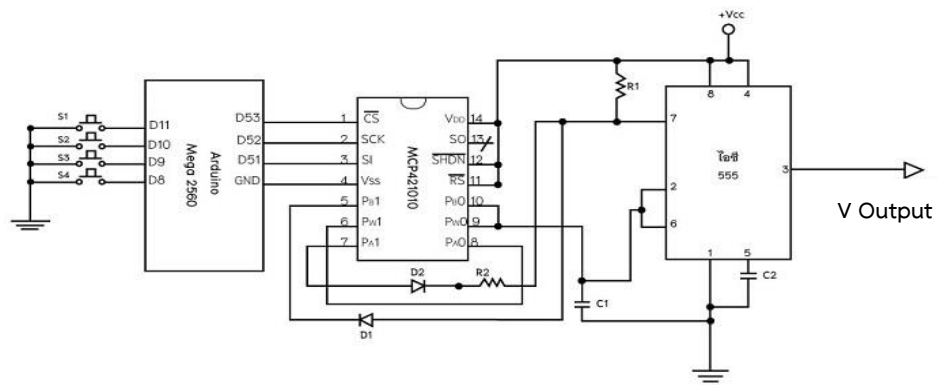 +Vcc
R1
8 4
S1
S2
S3
S4
D11
D10
D9
D8
Arduino
Mega 2560
D53
D52
D51
GND
1
2
3
4
5
6
7
CS
SCK
SI
Vss
PB1
PW1
PA1
MCP421010
VDD 14
SO 13
SHDN 12
RS 11
PB0 10
PW0 9
PA0 8
7
2
6
ไอซี
555
3
V Output
1 5
D2
R2
C1
C2
D1